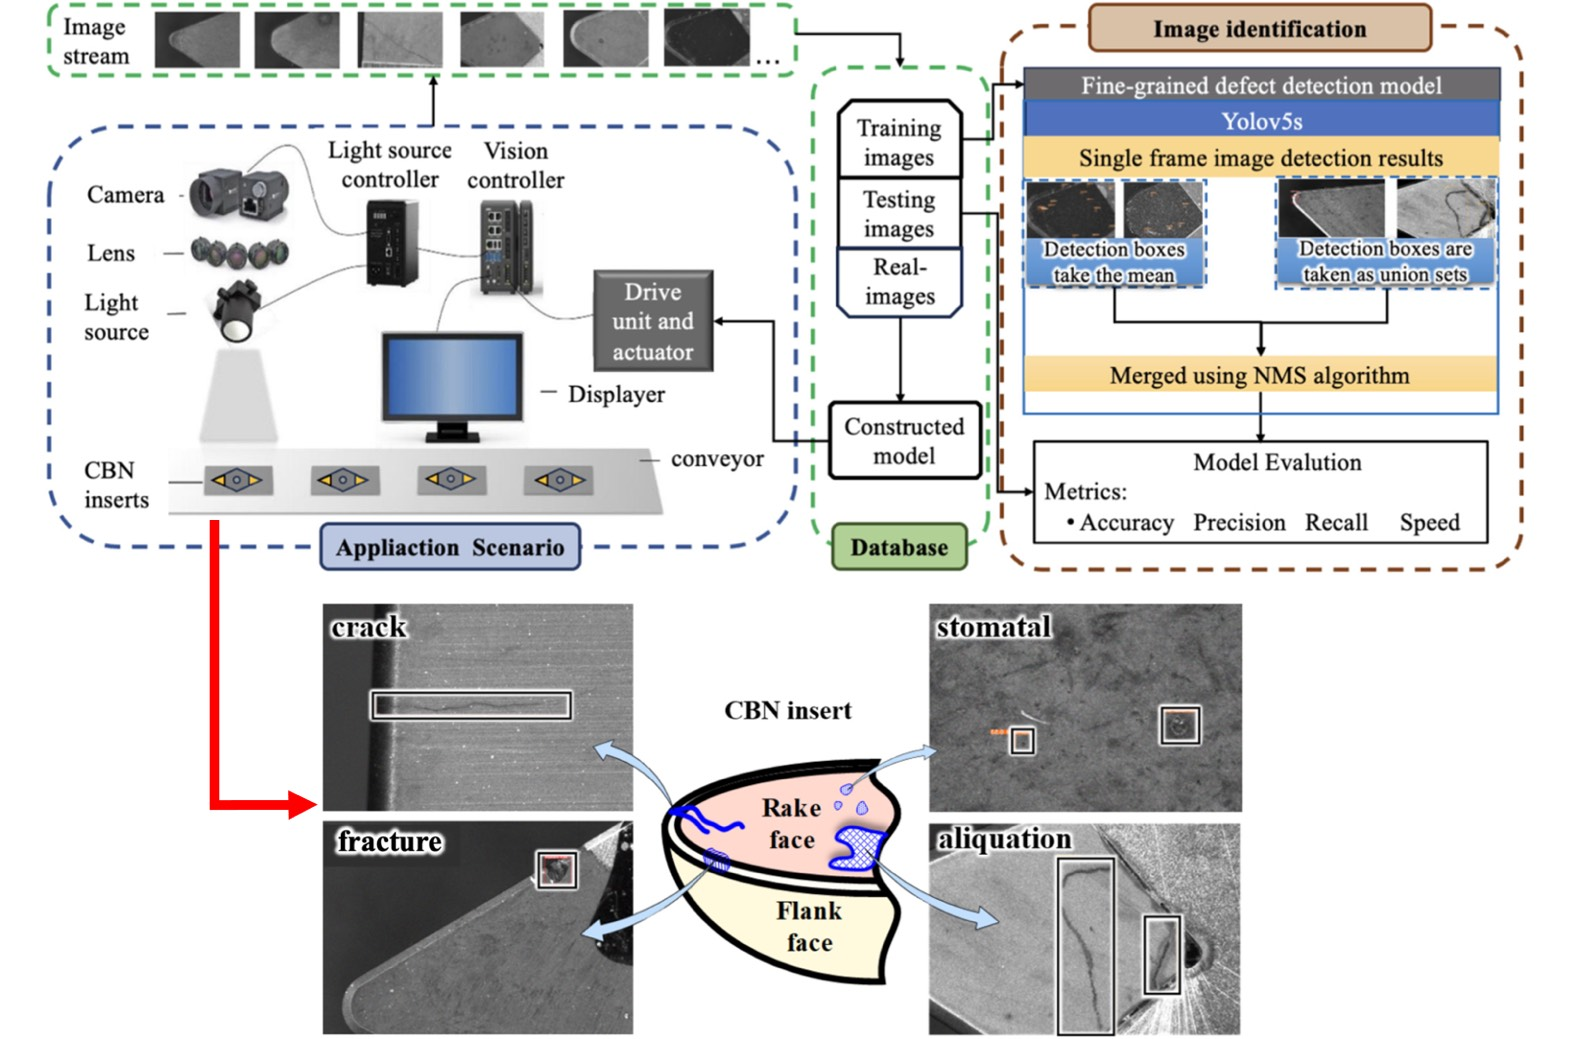 Image
stream
...
Image identification
Fine-grained defect detection model
Yolov5s
Single frame image detection results
Detection boxes
take the mean
Detection boxes are
taken as union sets
Merged using NMS algorithm
Model Evalution
Metrics:
• Accuracy Precision Recall Speed
Training
images
Testing
images
Real-
images
Constructed
model
Database
Camera
Lens
Light
source
Light source
controller
Vision
controller
Drive
unit and
actuator
Displayer
conveyor
CBN
inserts
Appliaction Scenario
crack
stomatal
CBN insert
Rake
face
Flank
face
fracture
aliquation